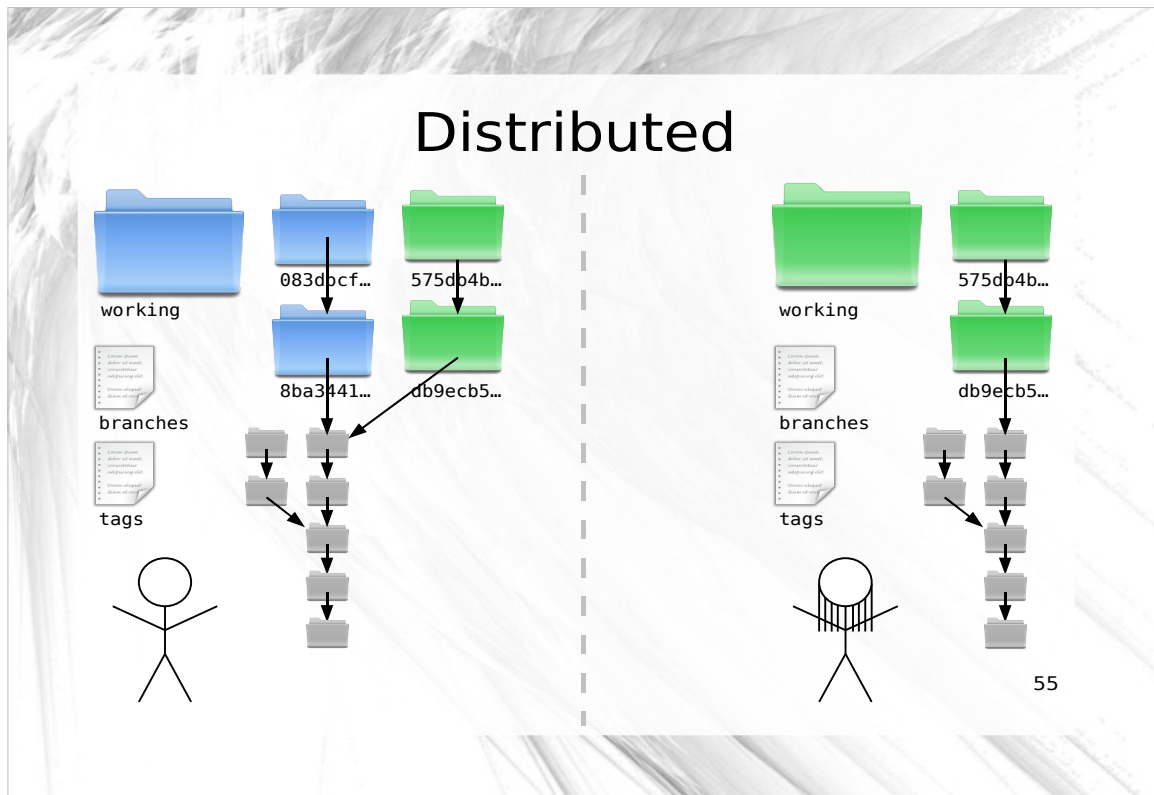 Distributed
083dbcf…
575db4b…
working
8ba3441…
db9ecb5…
branches
tags
575db4b…
working
db9ecb5…
branches
tags
55